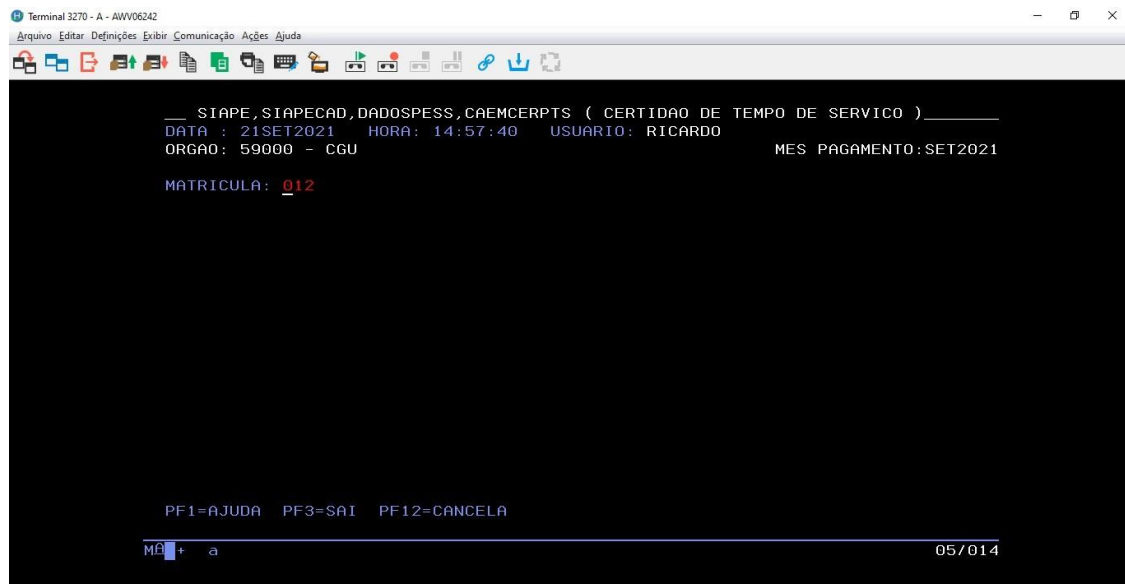 Terminal 3270 - A - AWV06242
Arquivo Editar Definições Exibir Comunicação Ações Ajuda
__ SIAPE,SIAPECAD,DADOSPESS,CAEMCERPTS ( CERTIDAO DE TEMPO DE SERVICO )________
DATA : 21SET2021 HORA: 14:57:40 USUARIO: RICARDO
ORGAO: 59000 - CGU MES PAGAMENTO:SET2021
MATRICULA: 012
PF1=AJUDA PF3=SAI PF12=CANCELA
MA + a 05/014